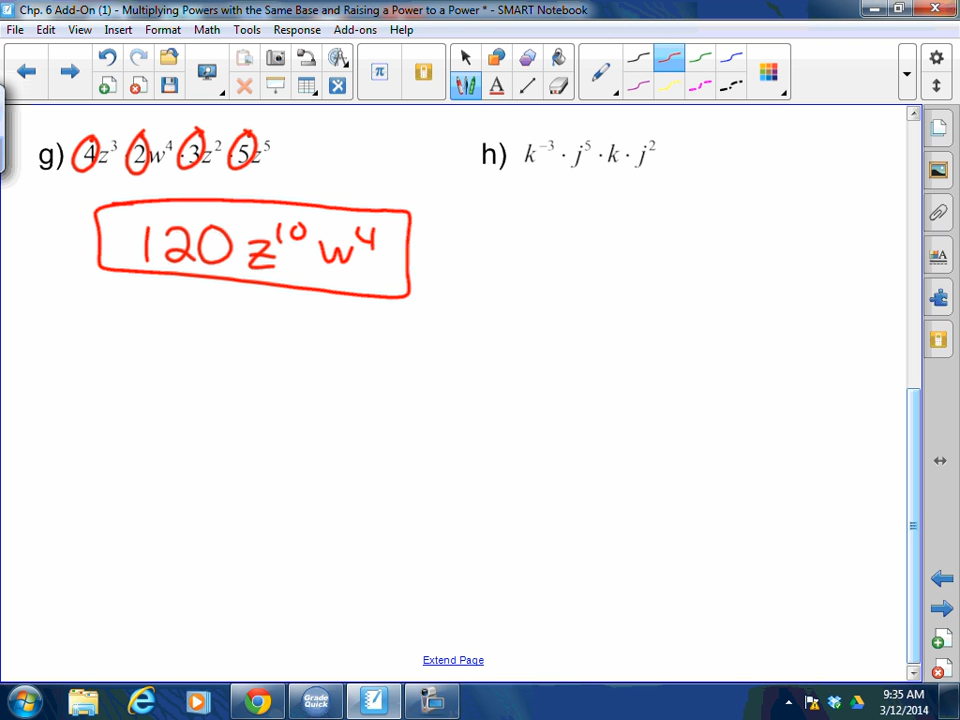 Chp. 6 Add-On (1) - Multiplying Powers with the Same Base and Raising a Power to a Power * - SMART Notebook
File Edit View Insert Format Math Tools Response Add-ons Help
g) 4z³ · 2w⁴ · 3z² · 5z⁵
h) k⁻³ · j⁵ · k · j²
120 z¹⁰ w⁴
Extend Page
Grade Quick
9:35 AM
3/12/2014